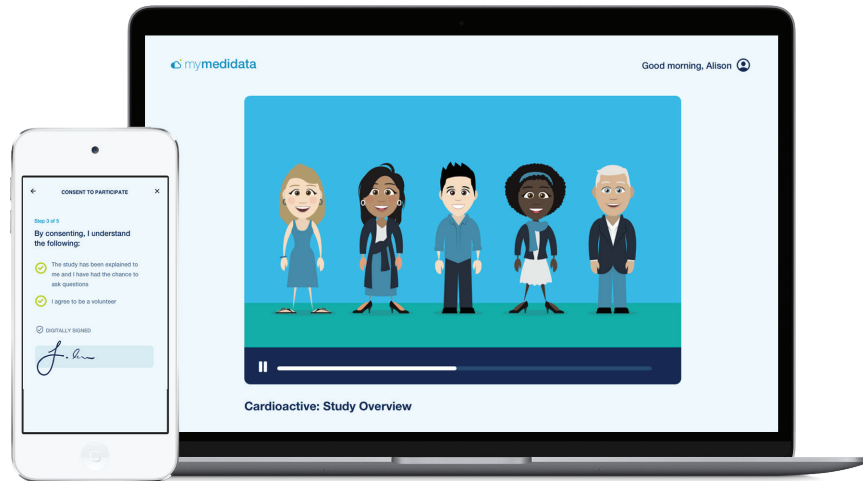 mymedidata
Good morning, Alison
Cardioactive: Study Overview
CONSENT TO PARTICIPATE
Step 3 of 5
By consenting, I understand
the following:
The study has been explained to
me and I have had the chance to
ask questions
I agree to be a volunteer
DIGITALLY SIGNED